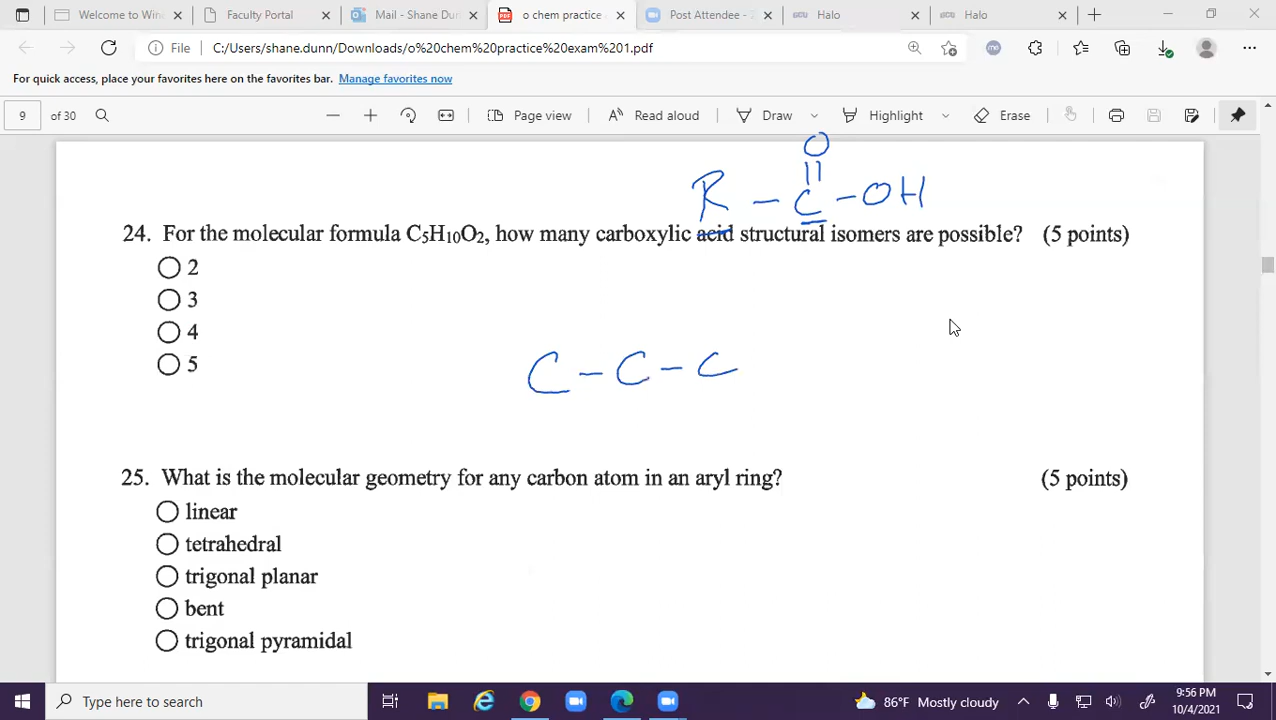 Welcome to Win
Faculty Portal
Mail - Shane Dun
o chem practice
Post Attendee -
Halo
Halo
File
C:/Users/shane.dunn/Downloads/o%20chem%20practice%20exam%201.pdf
For quick access, place your favorites here on the favorites bar. Manage favorites now
9 of 30
Page view
Read aloud
Draw
Highlight
Erase
O
R - C - OH
24. For the molecular formula C₅H₁₀O₂, how many carboxylic acid structural isomers are possible? (5 points)
2
3
4
5
C - C - C
25. What is the molecular geometry for any carbon atom in an aryl ring? (5 points)
linear
tetrahedral
trigonal planar
bent
trigonal pyramidal
Type here to search
86°F Mostly cloudy
9:56 PM
10/4/2021